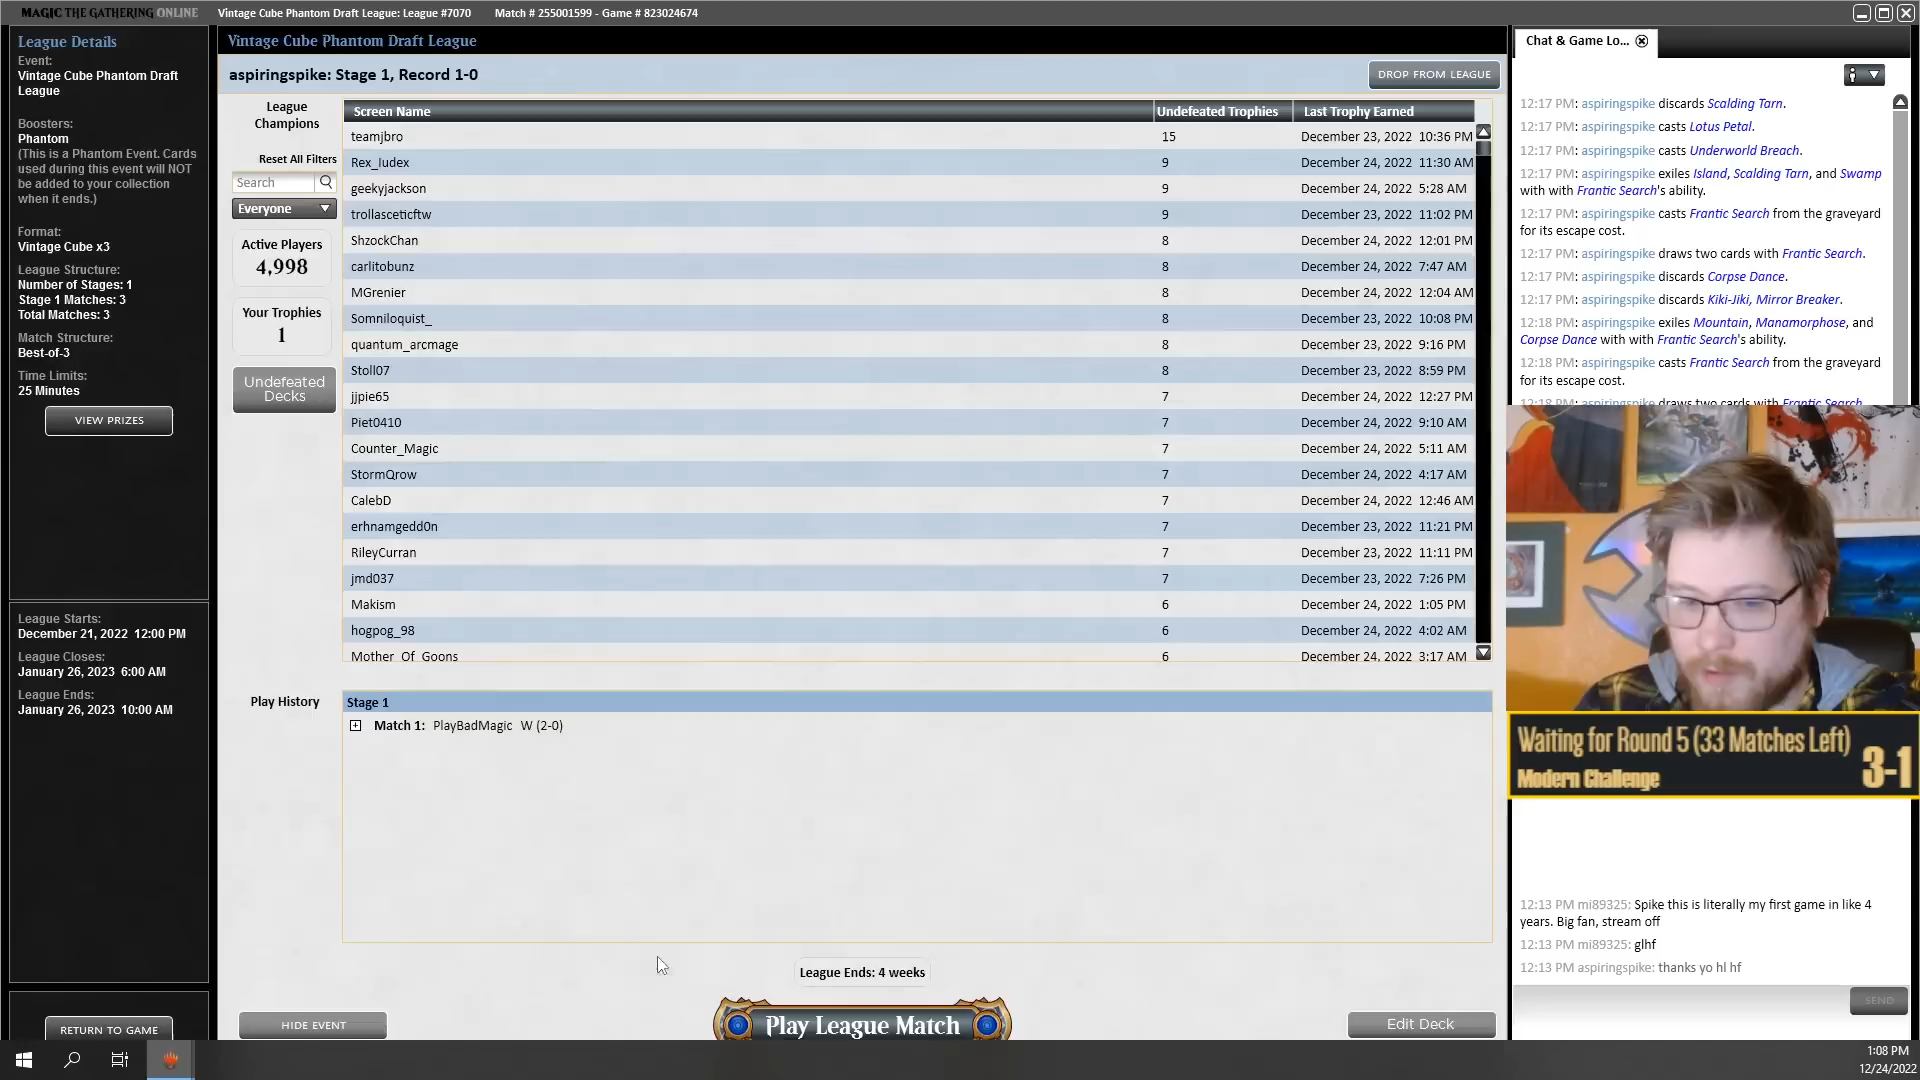 MAGIC THE GATHERING ONLINE
Vintage Cube Phantom Draft League: League #7070
Match # 255001599 - Game # 823024674
League Details
Event:
Vintage Cube Phantom Draft
League
Boosters:
Phantom
(This is a Phantom Event. Cards
used during this event will NOT
be added to your collection
when it ends.)
Format:
Vintage Cube x3
League Structure:
Number of Stages: 1
Stage 1 Matches: 3
Total Matches: 3
Match Structure:
Best-of-3
Time Limits:
25 Minutes
VIEW PRIZES
League Starts:
December 21, 2022 12:00 PM
League Closes:
January 26, 2023 6:00 AM
League Ends:
January 26, 2023 10:00 AM
RETURN TO GAME
Vintage Cube Phantom Draft League
aspiringspike: Stage 1, Record 1-0
DROP FROM LEAGUE
League
Champions
Reset All Filters
Search
Everyone
Active Players
4,998
Your Trophies
1
Undefeated
Decks
Screen Name Undefeated Trophies Last Trophy Earned
teamjbro 15 December 23, 2022 10:36 PM
Rex_Iudex 9 December 24, 2022 11:30 AM
geekyjackson 9 December 24, 2022 5:28 AM
trollasceticftw 9 December 23, 2022 11:02 PM
ShzockChan 8 December 24, 2022 12:01 PM
carlitobunz 8 December 24, 2022 7:47 AM
MGrenier 8 December 24, 2022 12:04 AM
Somniloquist_ 8 December 23, 2022 10:08 PM
quantum_arcmage 8 December 23, 2022 9:16 PM
Stoll07 8 December 23, 2022 8:59 PM
jjpie65 7 December 24, 2022 12:27 PM
Piet0410 7 December 24, 2022 9:10 AM
Counter_Magic 7 December 24, 2022 5:11 AM
StormQrow 7 December 24, 2022 4:17 AM
CalebD 7 December 24, 2022 12:46 AM
erhnamgedd0n 7 December 23, 2022 11:21 PM
RileyCurran 7 December 23, 2022 11:11 PM
jmd037 7 December 23, 2022 7:26 PM
Makism 6 December 24, 2022 1:05 PM
hogpog_98 6 December 24, 2022 4:02 AM
Mother_Of_Goons 6 December 24, 2022 3:17 AM
Play History
Stage 1
Match 1: PlayBadMagic W (2-0)
League Ends: 4 weeks
HIDE EVENT
Play League Match
Edit Deck
Chat & Game Lo...
12:17 PM: aspiringspike discards Scalding Tarn.
12:17 PM: aspiringspike casts Lotus Petal.
12:17 PM: aspiringspike casts Underworld Breach.
12:17 PM: aspiringspike exiles Island, Scalding Tarn, and Swamp
with with Frantic Search's ability.
12:17 PM: aspiringspike casts Frantic Search from the graveyard
for its escape cost.
12:17 PM: aspiringspike draws two cards with Frantic Search.
12:17 PM: aspiringspike discards Corpse Dance.
12:17 PM: aspiringspike discards Kiki-Jiki, Mirror Breaker.
12:18 PM: aspiringspike exiles Mountain, Manamorphose, and
Corpse Dance with with Frantic Search's ability.
12:18 PM: aspiringspike casts Frantic Search from the graveyard
for its escape cost.
12:18 PM: aspiringspike draws two cards with Frantic Search.
Waiting for Round 5 (33 Matches Left)
Modern Challenge
3-1
12:13 PM mi89325: Spike this is literally my first game in like 4
years. Big fan, stream off
12:13 PM mi89325: glhf
12:13 PM aspiringspike: thanks yo hl hf
SEND
1:08 PM
12/24/2022